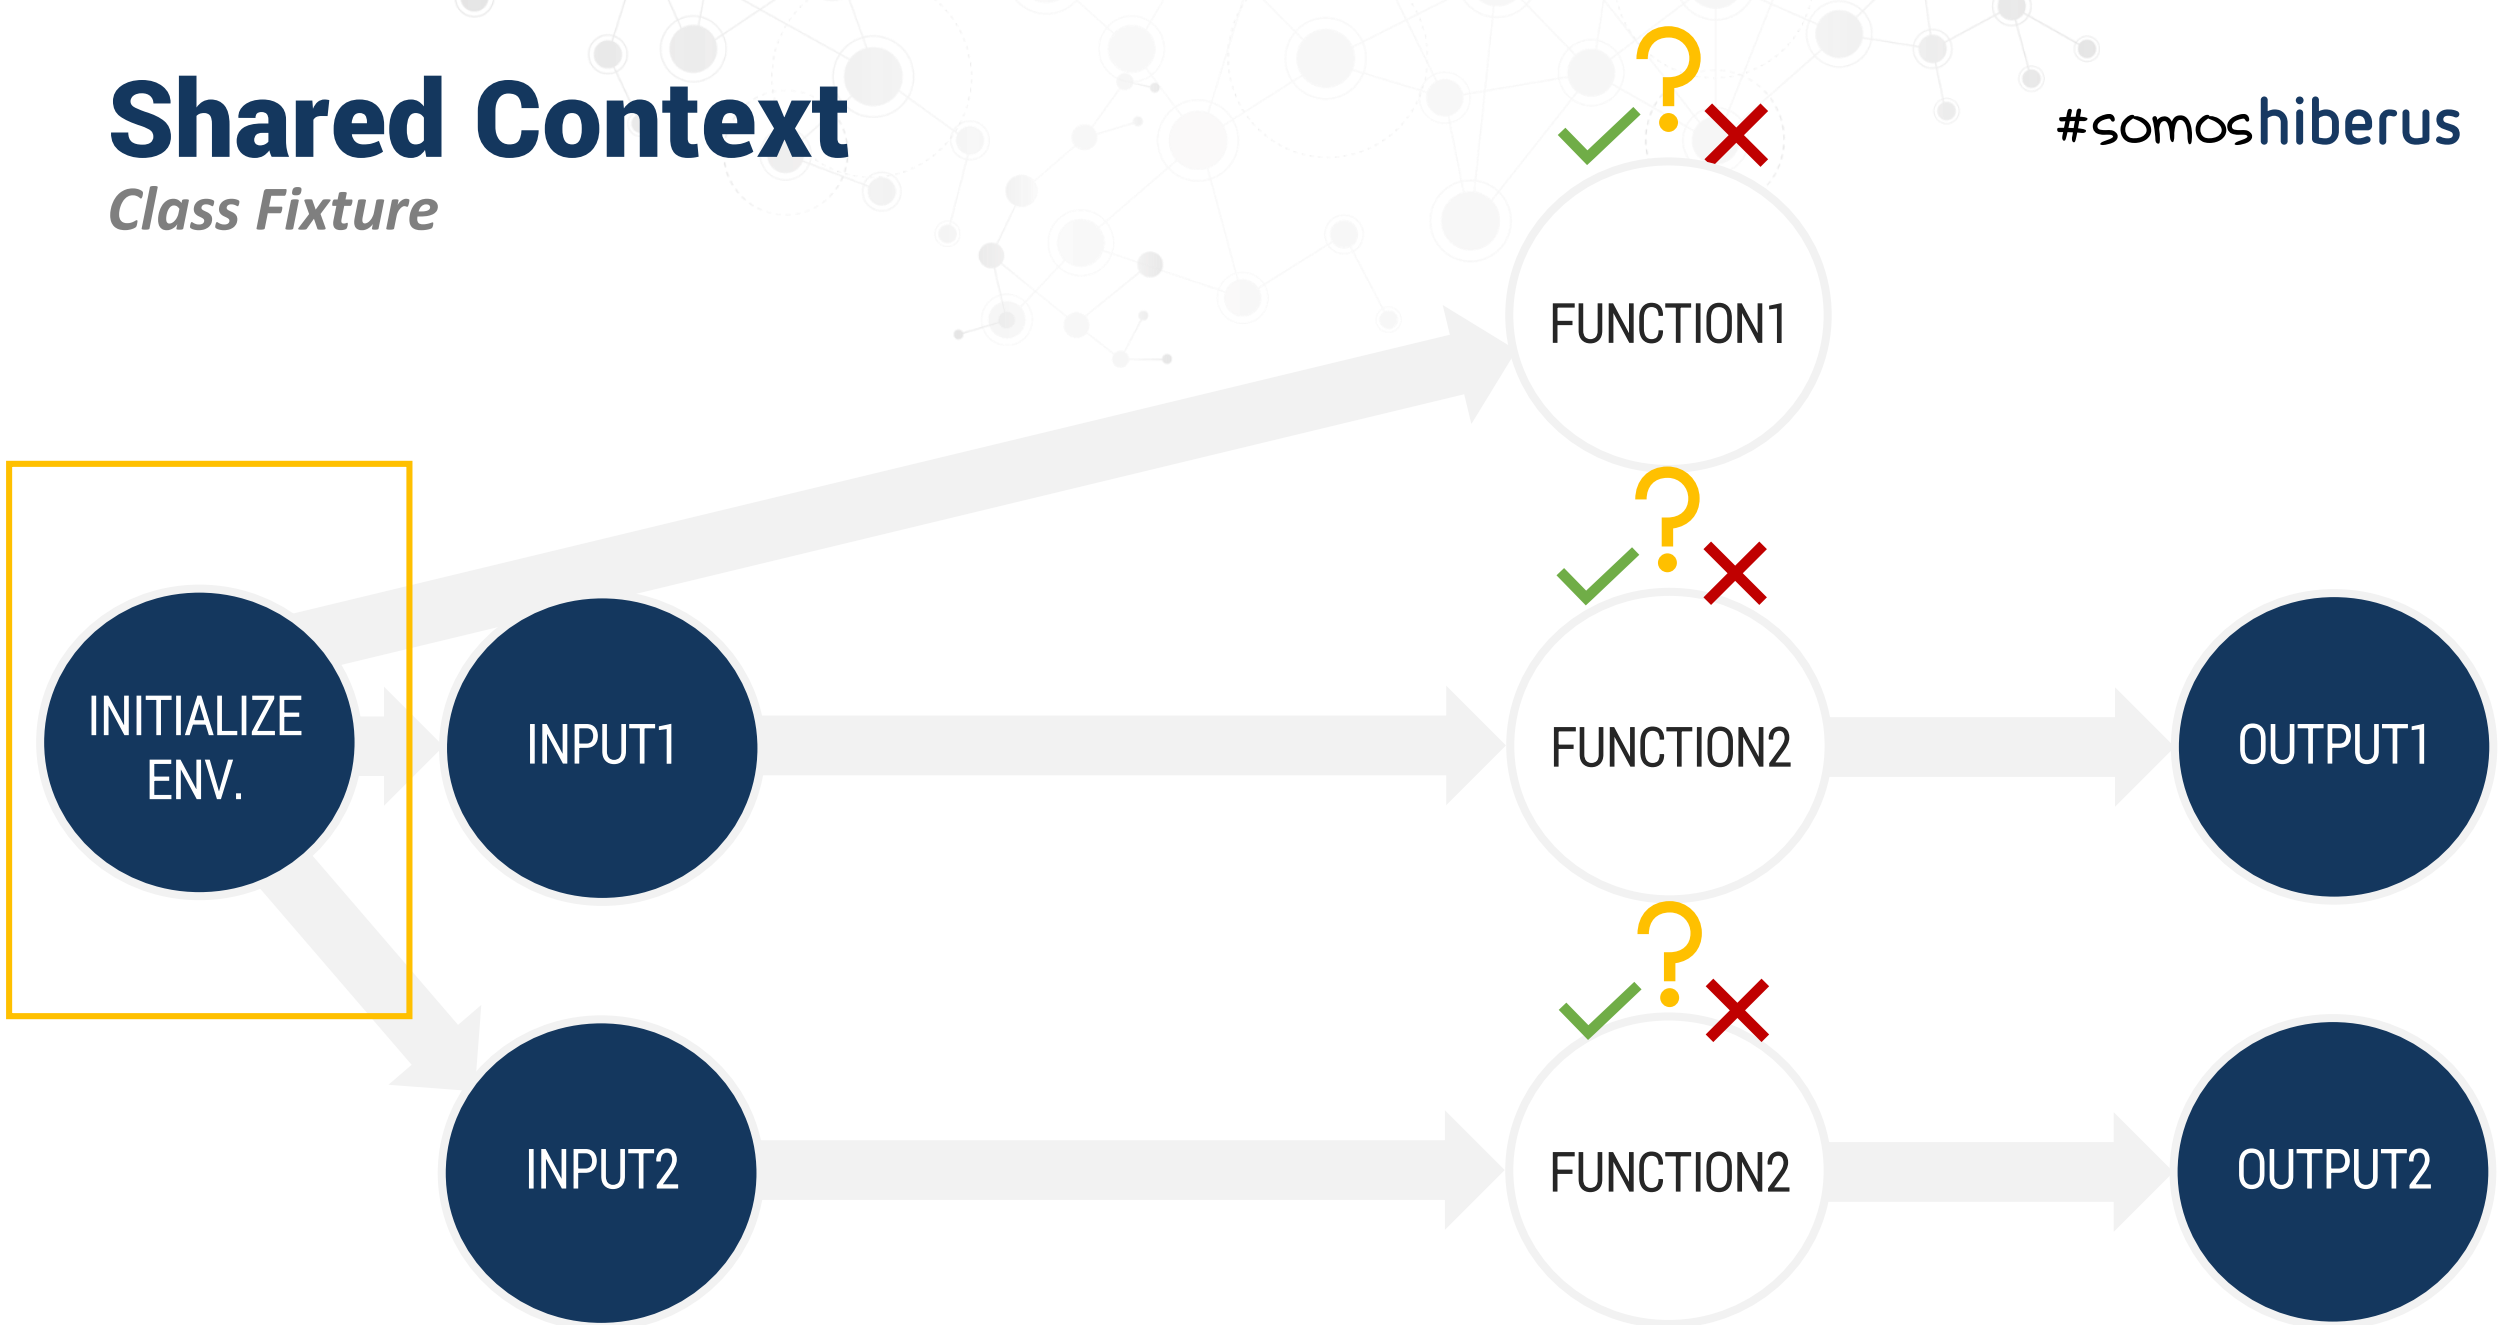 Shared Context
Class Fixture
#somoshiberus
FUNCTION1
INITIALIZE
ENV.
INPUT1
FUNCTION2
OUTPUT1
INPUT2
FUNCTION2
OUTPUT2